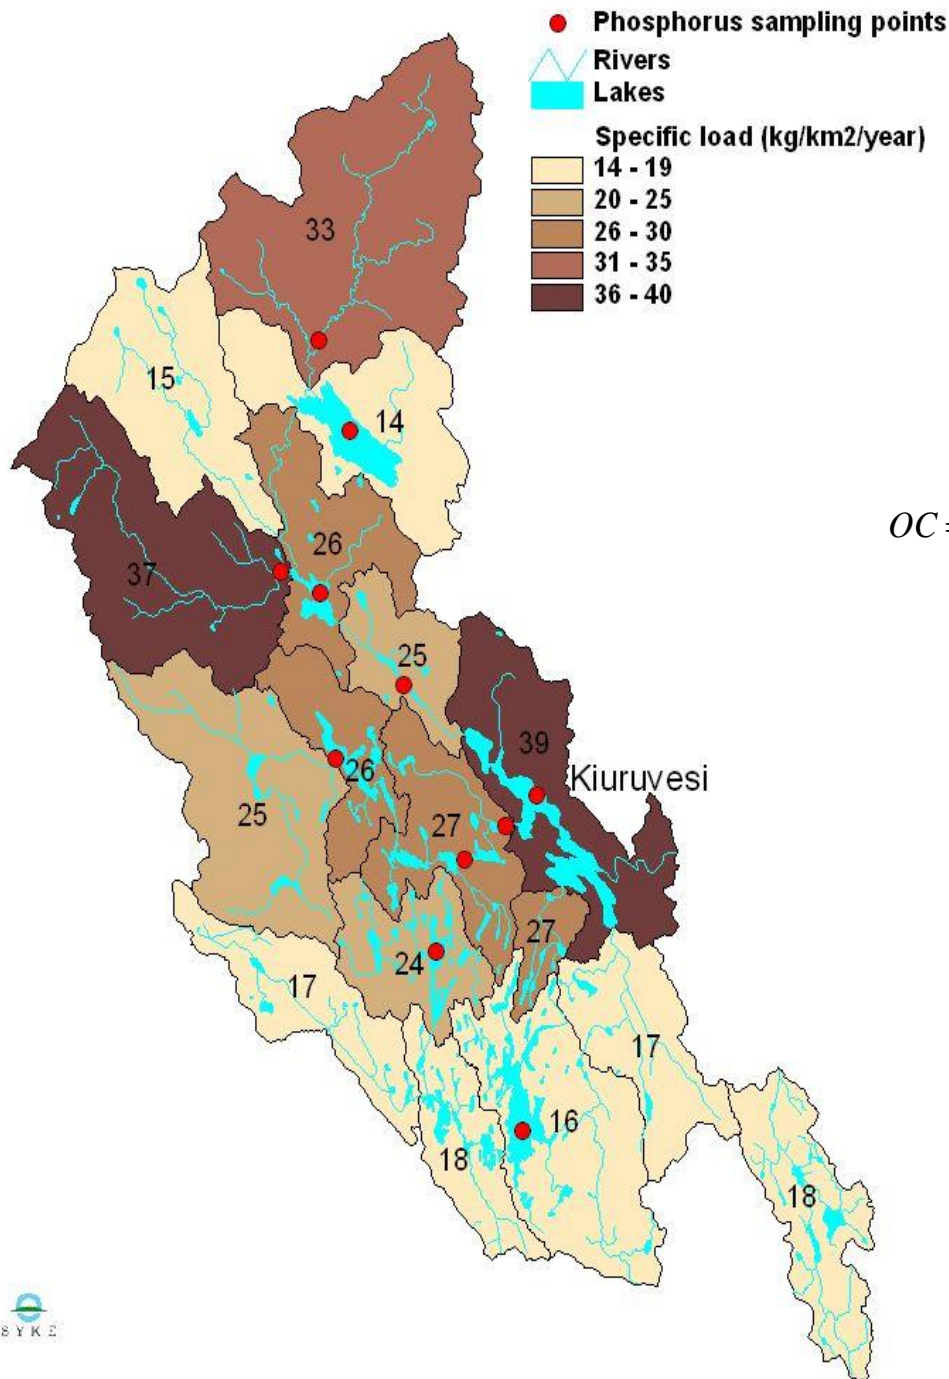 Phosphorus sampling points
Rivers
Lakes
Specific load (kg/km2/year)
14 - 19
20 - 25
26 - 30
31 - 35
36 - 40
33
15
14
OC =
26
37
25
39
Kiuruvesi
26
25
27
27
24
17
17
16
18
18
SYKE